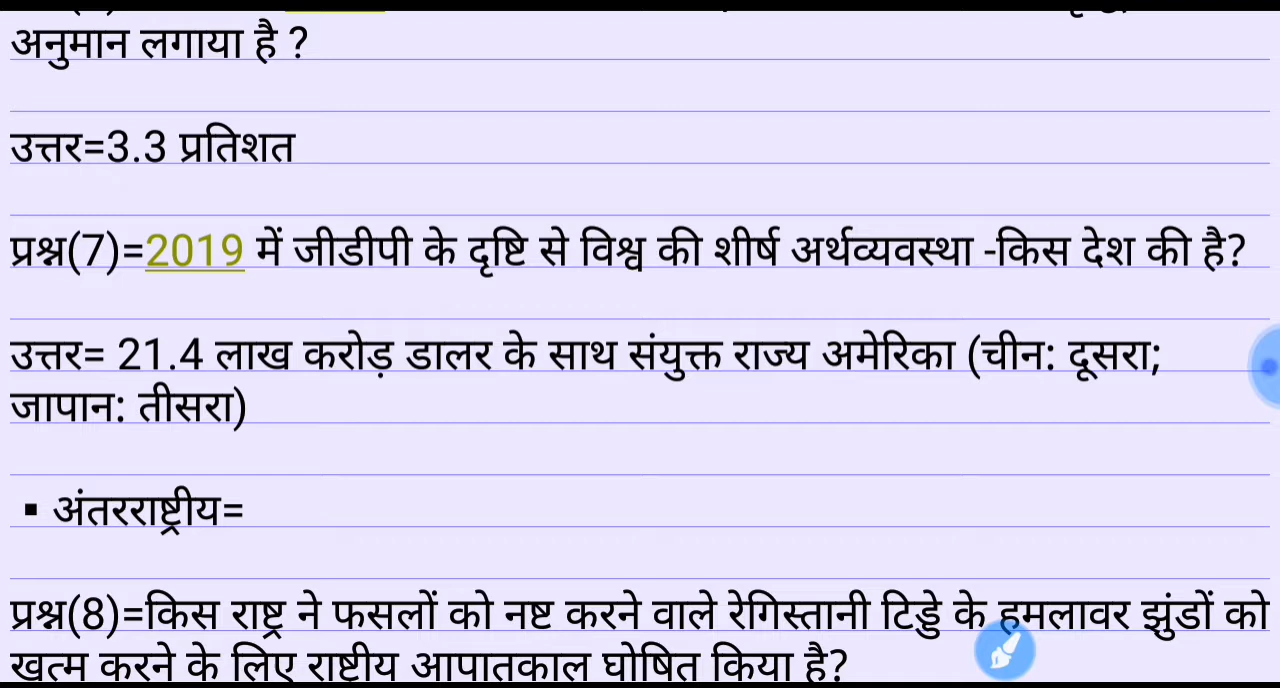 अनुमान लगाया है ?
उत्तर=3.3 प्रतिशत
प्रश्न(7)=2019 में जीडीपी के दृष्टि से विश्व की शीर्ष अर्थव्यवस्था -किस देश की है?
उत्तर= 21.4 लाख करोड़ डालर के साथ संयुक्त राज्य अमेरिका (चीन: दूसरा;
जापान: तीसरा)
▪ अंतरराष्ट्रीय=
प्रश्न(8)=किस राष्ट्र ने फसलों को नष्ट करने वाले रेगिस्तानी टिड्डे के हमलावर झुंडों को
खत्म करने के लिए राष्टीय आपातकाल घोषित किया है?